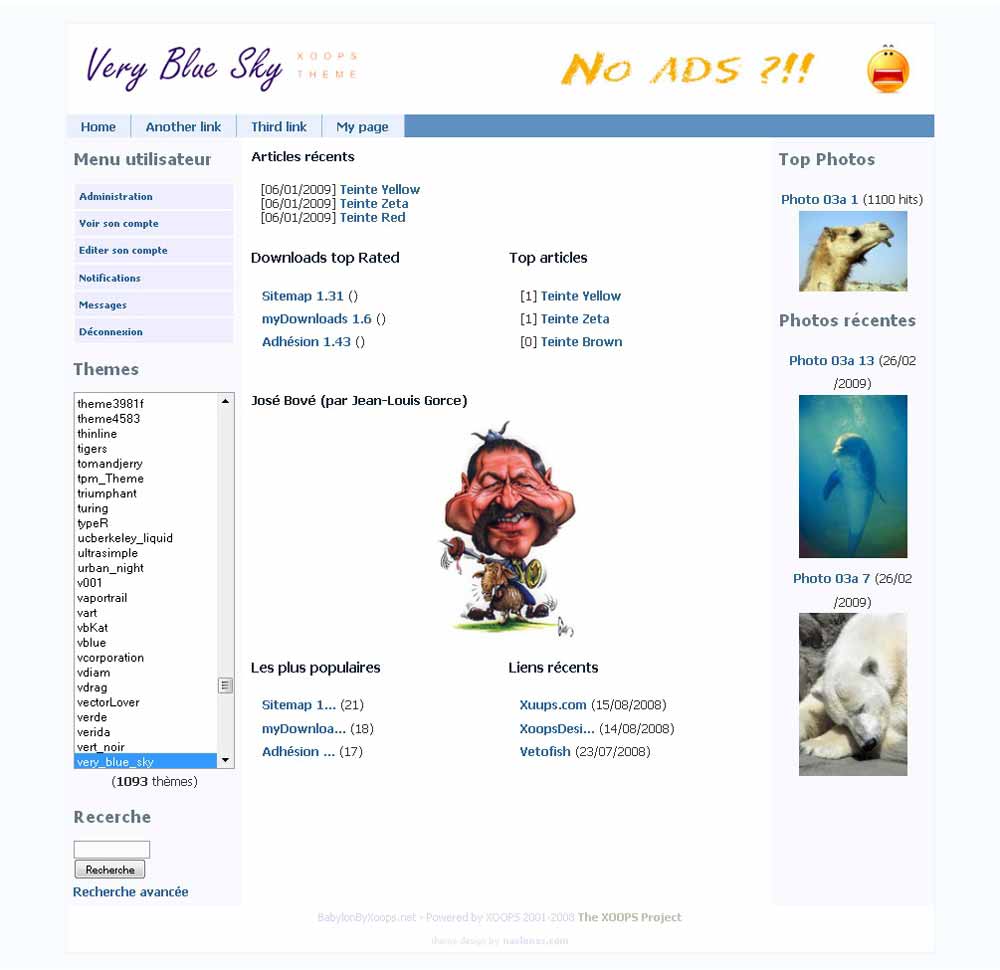 Very Blue Sky
XOOPS
THEME
No ads ?!!
Home
Another link
Third link
My page
Menu utilisateur
Administration
Voir son compte
Editer son compte
Notifications
Messages
Déconnexion
Themes
theme3981f
theme4583
thinline
tigers
tomandjerry
tpm_Theme
triumphant
turing
typeR
ucberkeley_liquid
ultrasimple
urban_night
v001
vaportrail
vart
vbKat
vblue
vcorporation
vdiam
vdrag
vectorLover
verde
verida
vert_noir
very_blue_sky
(1093 thèmes)
Recerche
Recherche
Recherche avancée
Articles récents
[06/01/2009] Teinte Yellow
[06/01/2009] Teinte Zeta
[06/01/2009] Teinte Red
Downloads top Rated
Sitemap 1.31 ()
myDownloads 1.6 ()
Adhésion 1.43 ()
Top articles
[1] Teinte Yellow
[1] Teinte Zeta
[0] Teinte Brown
José Bové (par Jean-Louis Gorce)
Les plus populaires
Sitemap 1... (21)
myDownloa... (18)
Adhésion ... (17)
Liens récents
Xuups.com (15/08/2008)
XoopsDesi... (14/08/2008)
Vetofish (23/07/2008)
Top Photos
Photo 03a 1 (1100 hits)
Photos récentes
Photo 03a 13 (26/02
/2009)
Photo 03a 7 (26/02
/2009)
BabylonByXoops.net - Powered by XOOPS 2001-2008 The XOOPS Project
theme design by